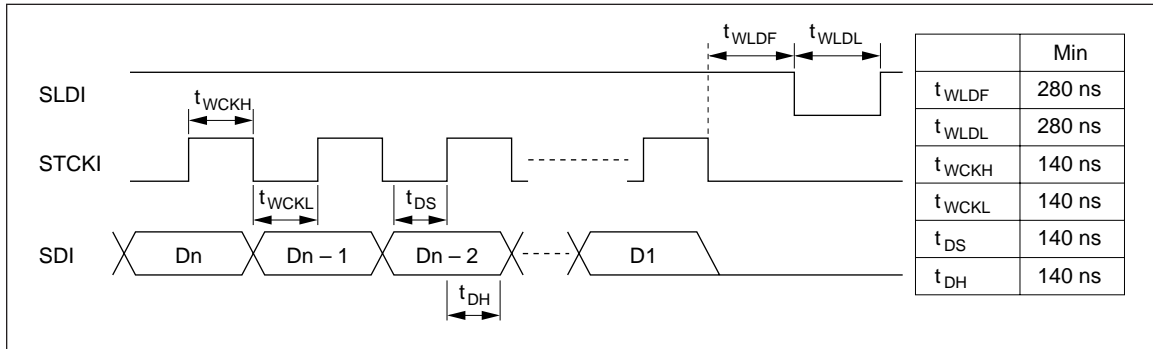 tWLDF tWLDL
SLDI
tWCKH
STCKI
tWCKL tDS
SDI Dn Dn – 1 Dn – 2 D1
tDH
Min
tWLDF 280 ns
tWLDL 280 ns
tWCKH 140 ns
tWCKL 140 ns
tDS 140 ns
tDH 140 ns